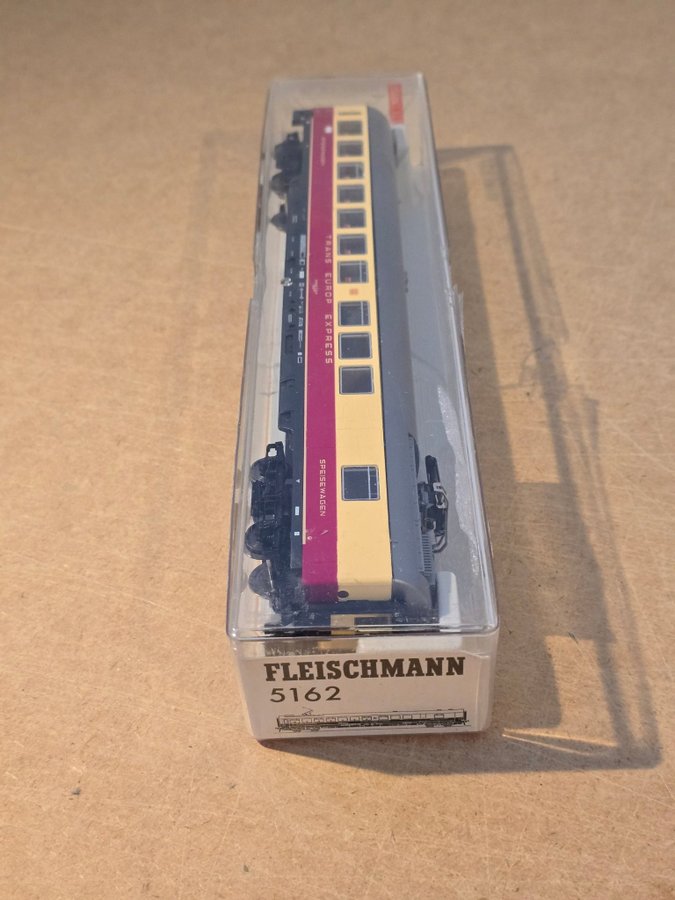 TRANS EUROP EXPRESS
SPEISEWAGEN
FLEISCHMANN
5162